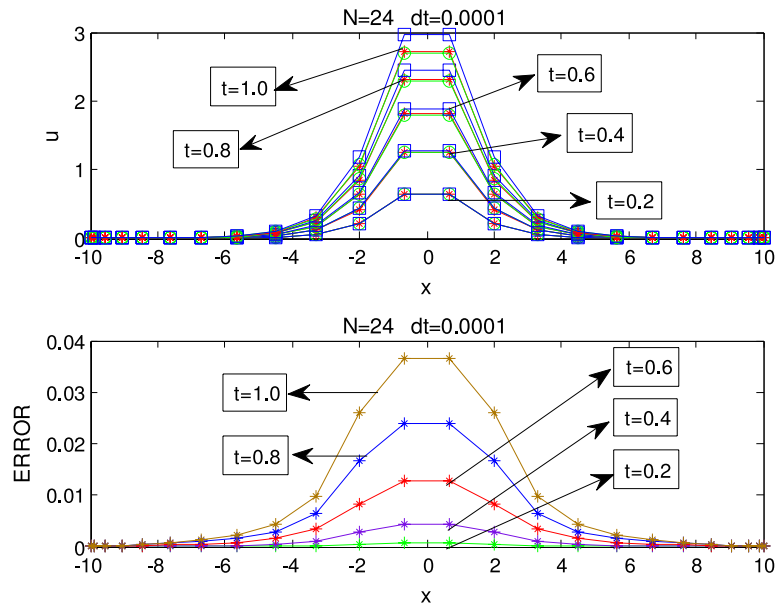 N=24 dt=0.0001
3
2
1
0
u
t=1.0
t=0.8
t=0.6
t=0.4
t=0.2
-10 -8 -6 -4 -2 0 2 4 6 8 10
x
N=24 dt=0.0001
0.04
0.03
0.02
0.01
0
ERROR
t=1.0
t=0.8
t=0.6
t=0.4
t=0.2
-10 -8 -6 -4 -2 0 2 4 6 8 10
x